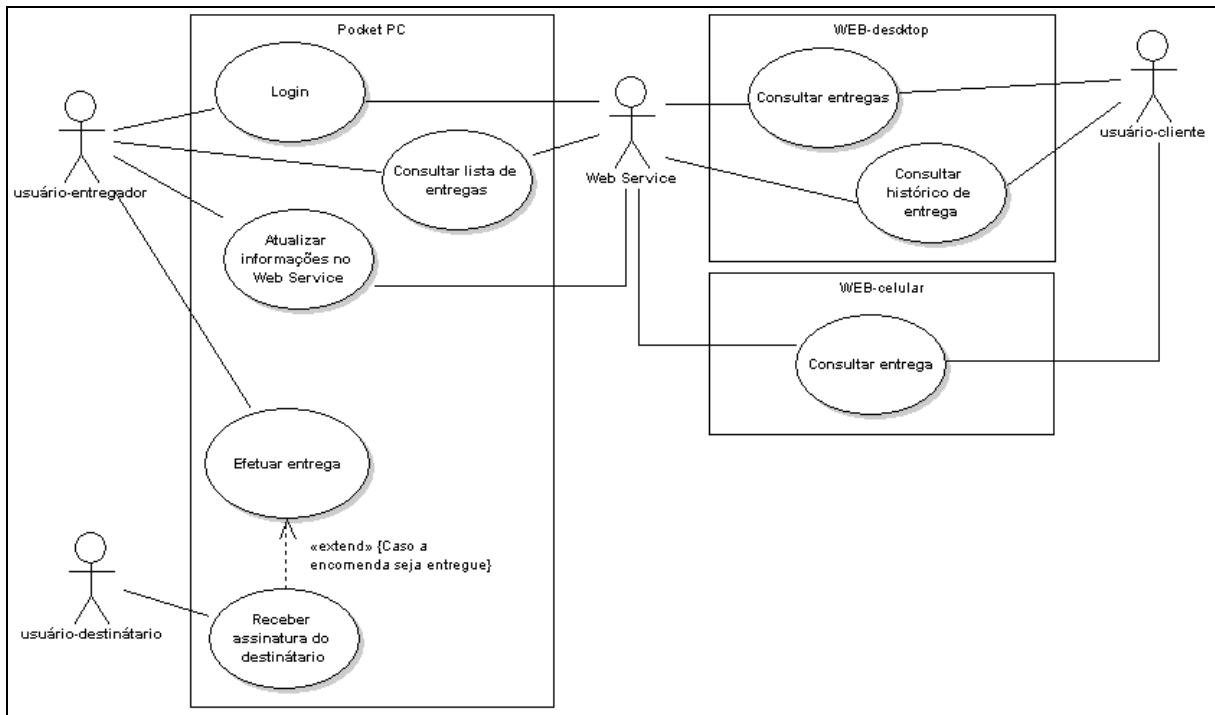 Pocket PC
WEB-descktop
Login
Consultar entregas
usuário-cliente
Consultar lista de
entregas
Web Service
usuário-entregador
Consultar
histórico de
entrega
Atualizar
informações no
Web Service
WEB-celular
Consultar entrega
Efetuar entrega
«extend» {Caso a
encomenda seja entregue}
usuário-destinátario
Receber
assinatura do
destinátario